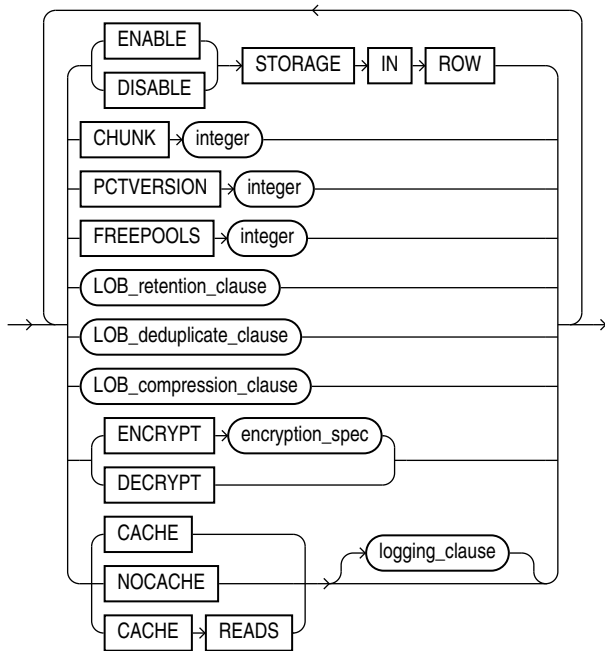 ENABLE
DISABLE
STORAGE IN ROW
CHUNK integer
PCTVERSION integer
FREEPOOLS integer
LOB_retention_clause
LOB_deduplicate_clause
LOB_compression_clause
ENCRYPT encryption_spec
DECRYPT
CACHE
NOCACHE
CACHE READS
logging_clause